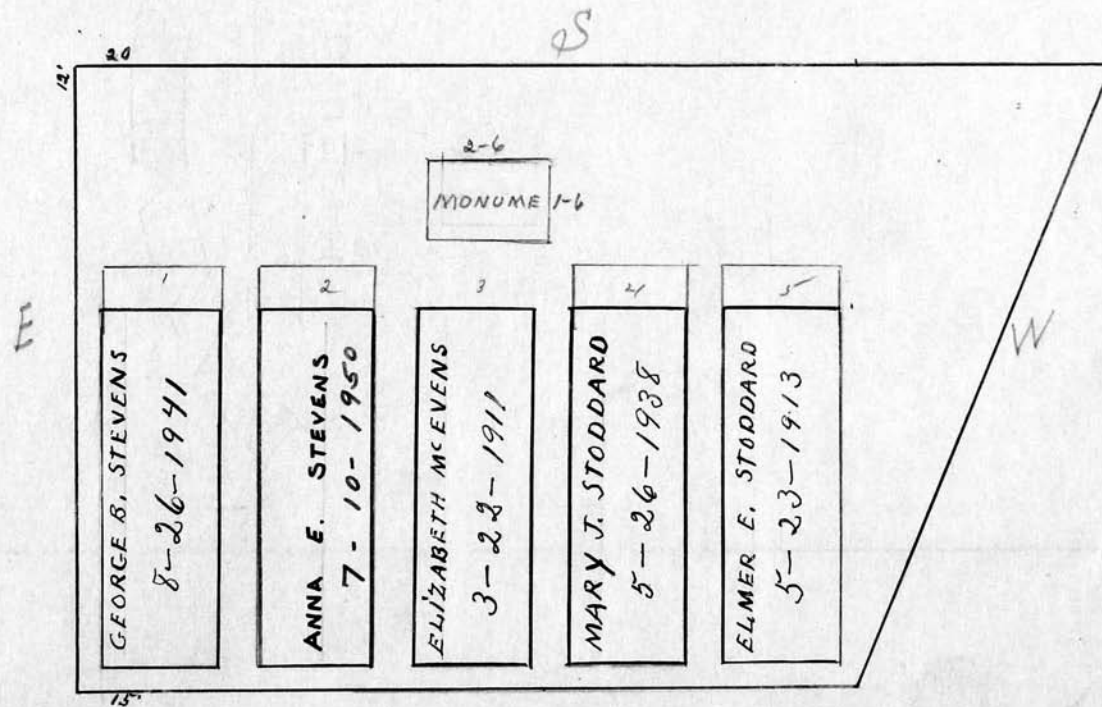 S
20
12'
2-6
MONUME 1-6
E
W
1
2
3
4
5
GEORGE B. STEVENS
8-26-1941
ANNA E. STEVENS
7-10-1950
ELIZABETH McEVENS
3-22-1911
MARY J. STODDARD
5-26-1938
ELMER E. STODDARD
5-23-1913
15'